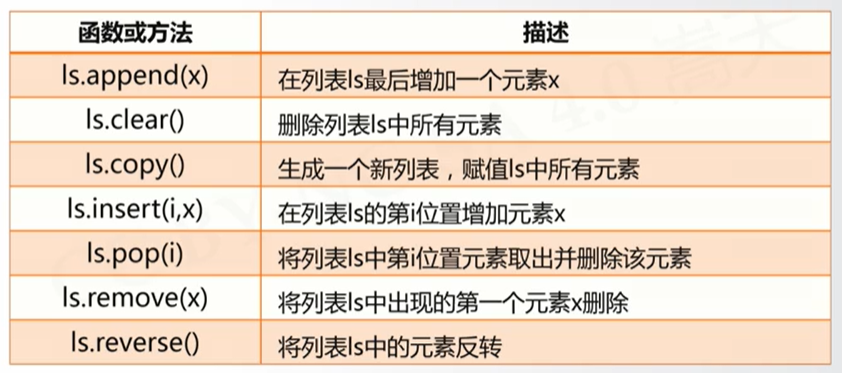 函数或方法 描述
ls.append(x) 在列表ls最后增加一个元素x
ls.clear() 删除列表ls中所有元素
ls.copy() 生成一个新列表，赋值ls中所有元素
ls.insert(i,x) 在列表ls的第i位置增加元素x
ls.pop(i) 将列表ls中第i位置元素取出并删除该元素
ls.remove(x) 将列表ls中出现的第一个元素x删除
ls.reverse() 将列表ls中的元素反转